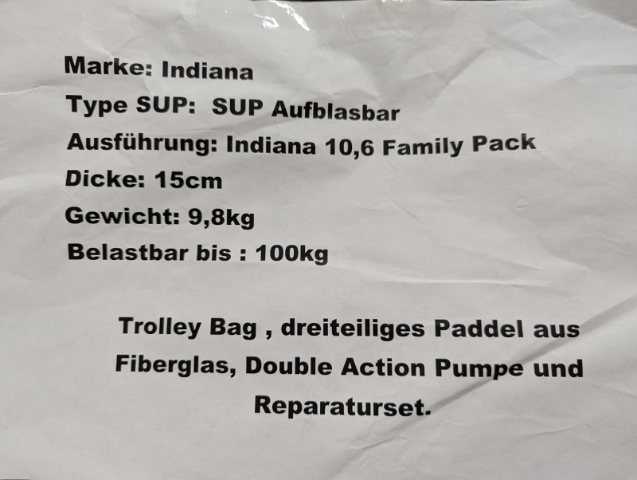 Marke: Indiana
Type SUP: SUP Aufblasbar
Ausführung: Indiana 10,6 Family Pack
Dicke: 15cm
Gewicht: 9,8kg
Belastbar bis : 100kg
Trolley Bag , dreiteiliges Paddel aus
Fiberglas, Double Action Pumpe und
Reparaturset.